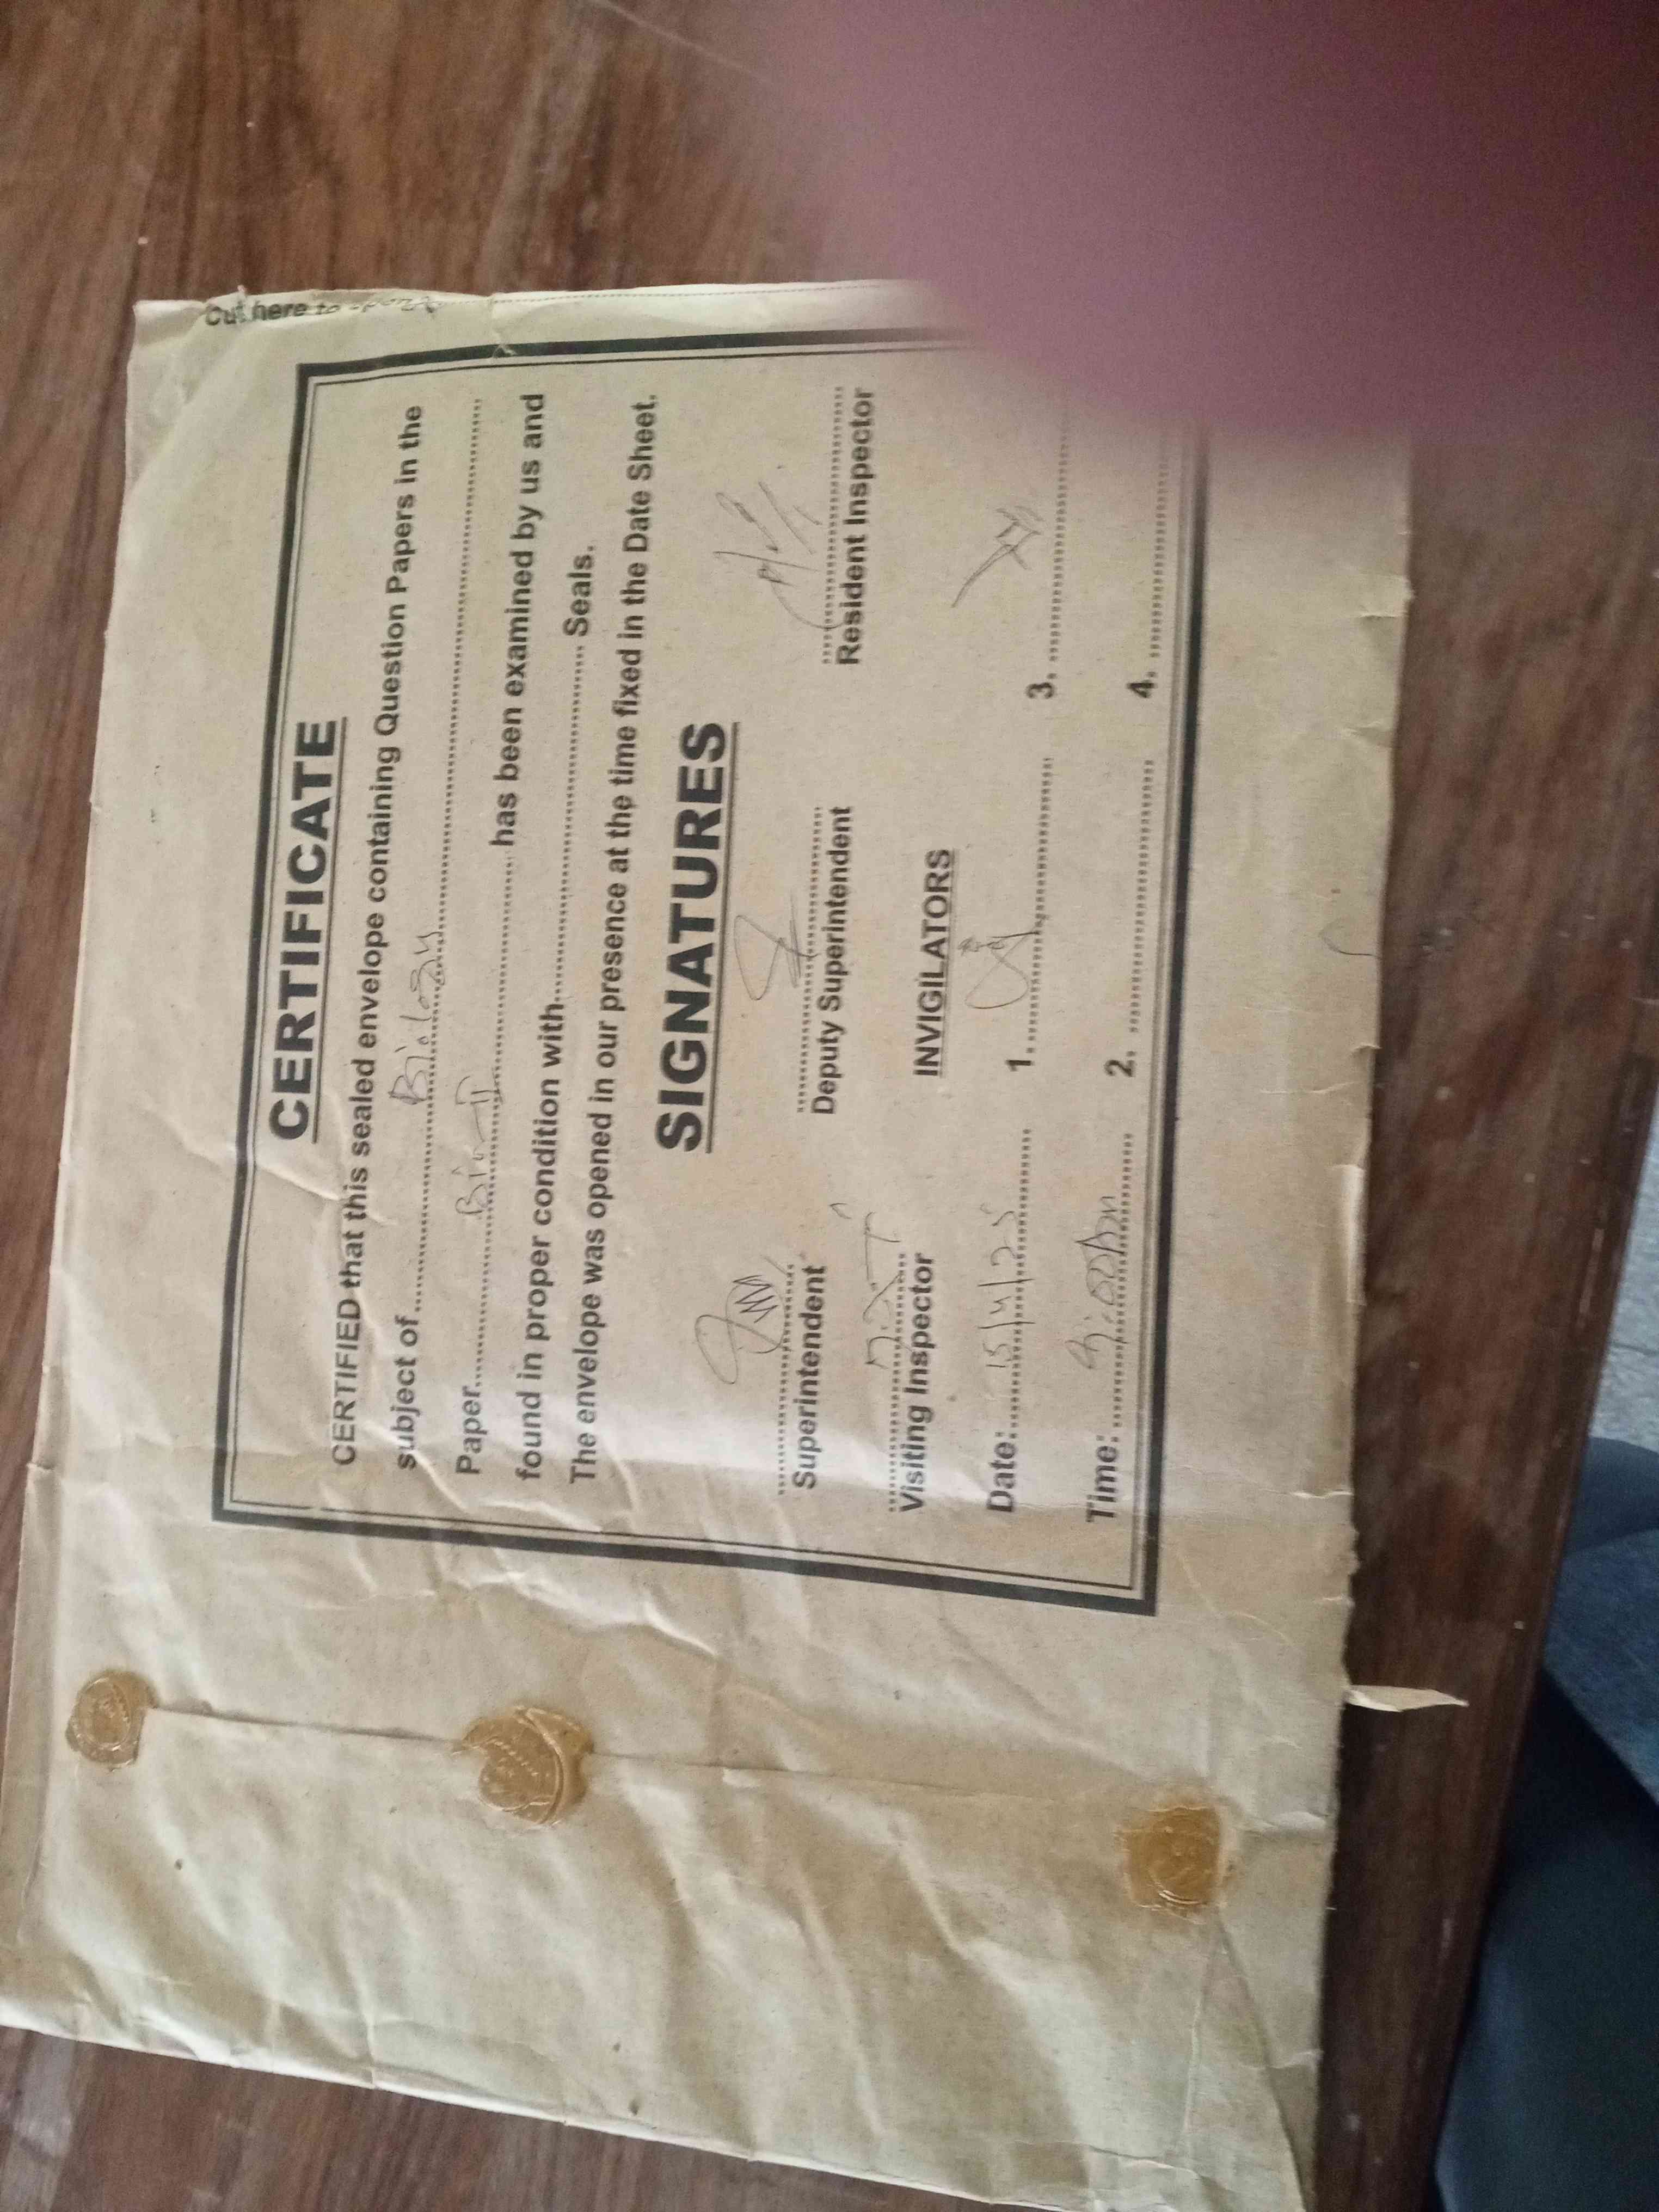 Cut here to open
CERTIFICATE
CERTIFIED that this sealed envelope containing Question Papers in the
subject of .................. Biology ..................
Paper.................. Bio-II .................. has been examined by us and
found in proper condition with.................. Seals.
The envelope was opened in our presence at the time fixed in the Date Sheet.
SIGNATURES
Superintendent Deputy Superintendent Resident Inspector
Visiting Inspector
INVIGILATORS
Date: 15/4/25 1. 3.
Time: 2. 4.